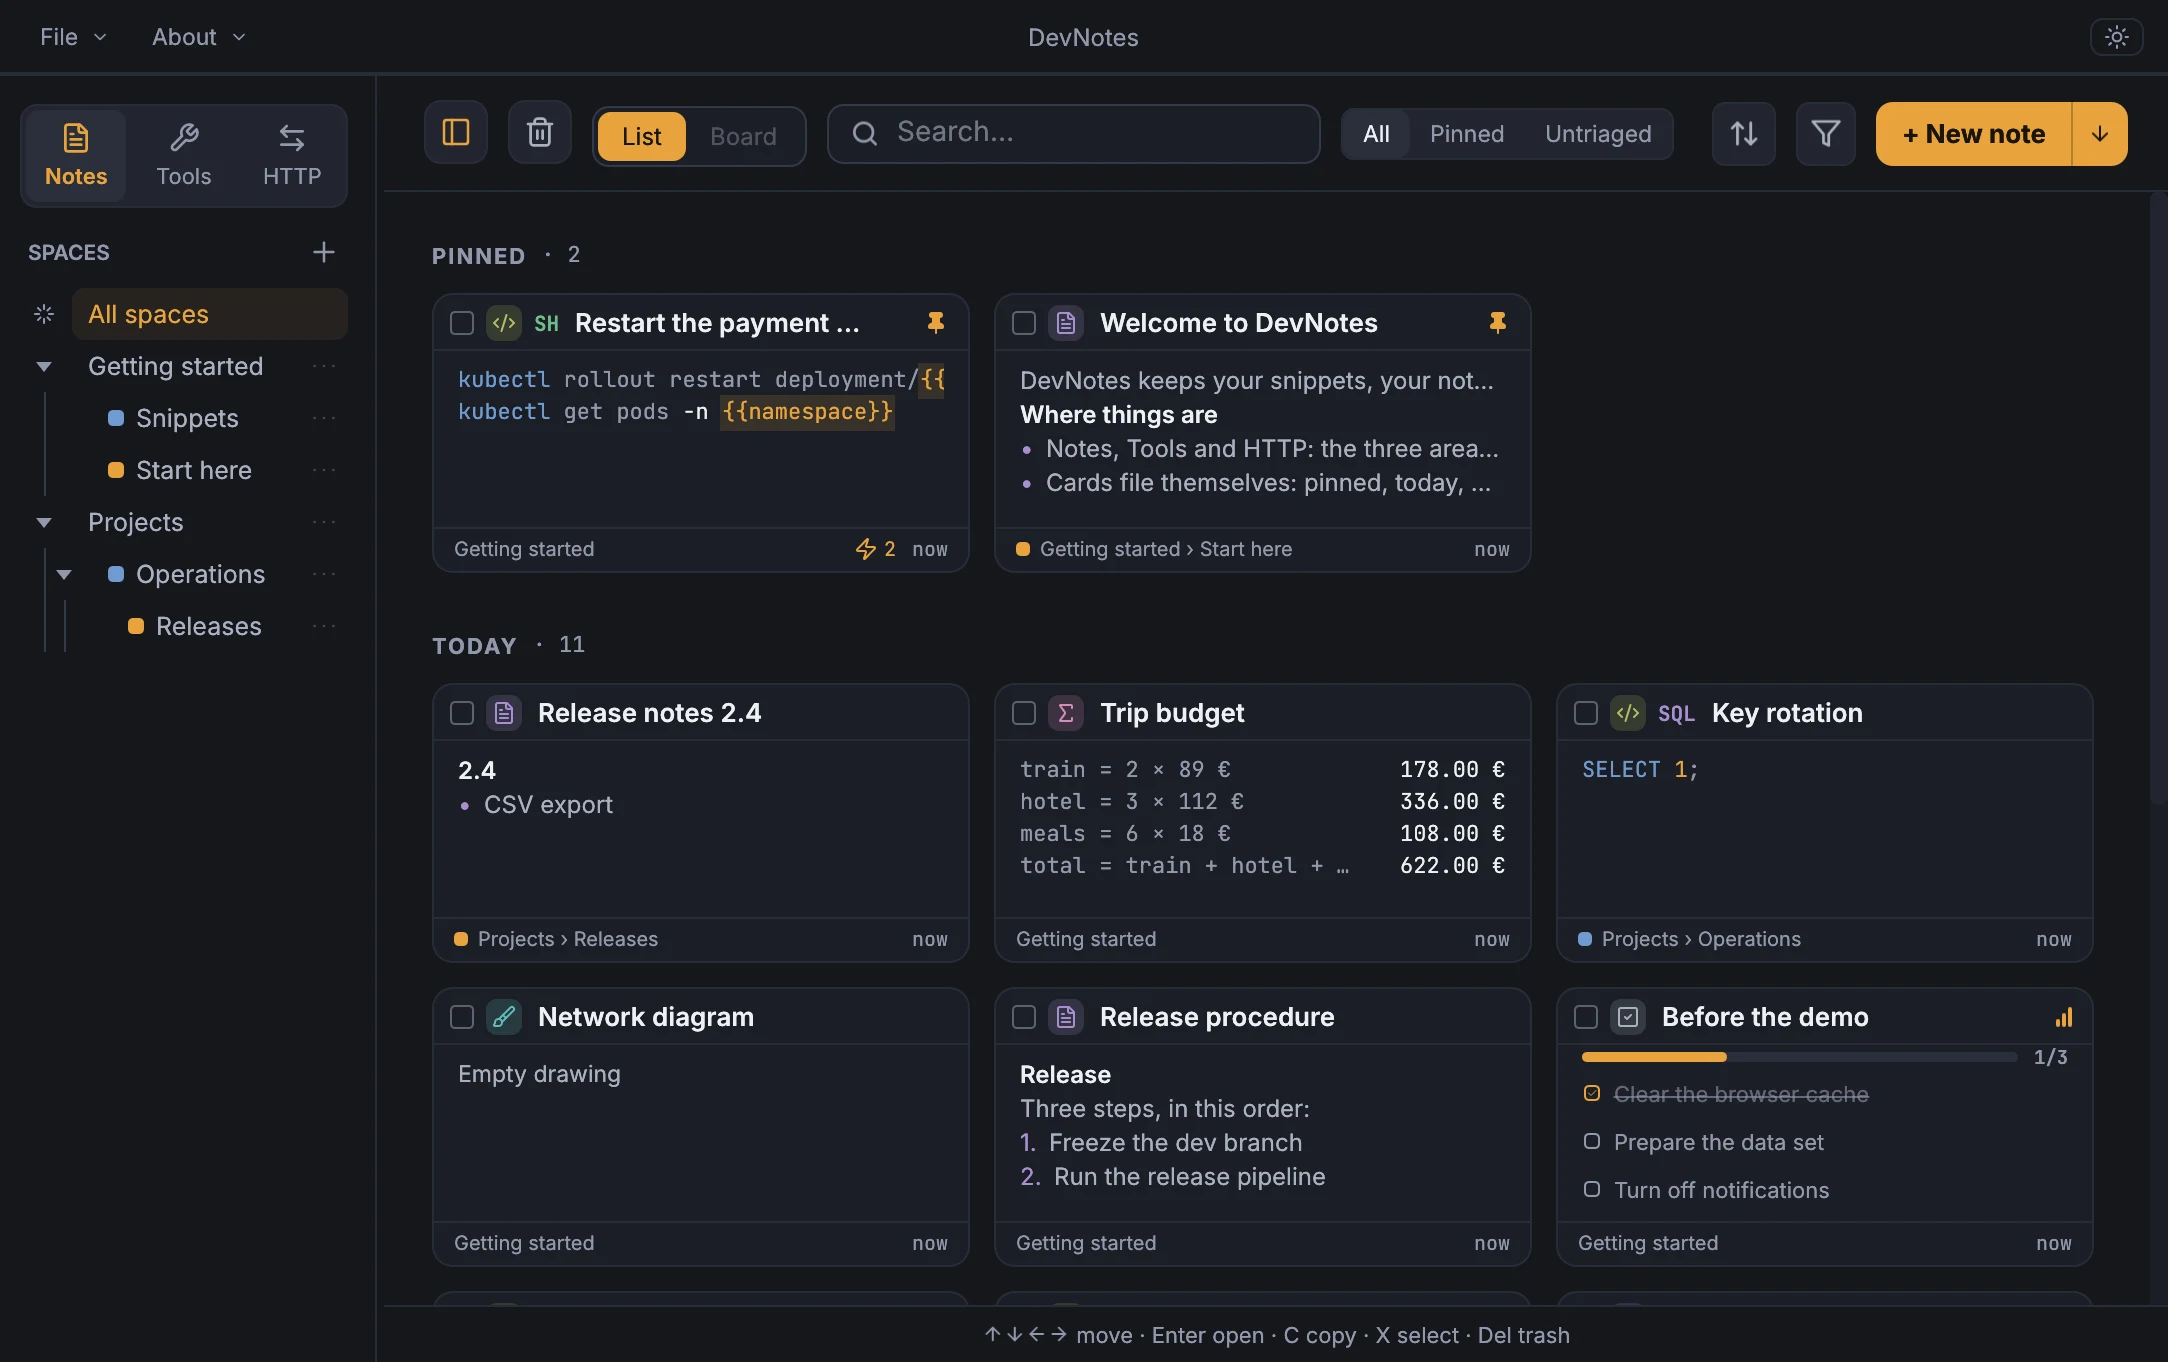 File
About
DevNotes
Notes
Tools
HTTP
List
Board
Search...
All
Pinned
Untriaged
+ New note
SPACES
All spaces
Getting started
Snippets
Start here
Projects
Operations
Releases
PINNED · 2
SH Restart the payment ...
kubectl rollout restart deployment/{{
kubectl get pods -n {{namespace}}
Getting started
2 now
Welcome to DevNotes
DevNotes keeps your snippets, your not...
Where things are
• Notes, Tools and HTTP: the three area...
• Cards file themselves: pinned, today, ...
Getting started › Start here
now
TODAY · 11
Release notes 2.4
2.4
• CSV export
Projects › Releases
now
Σ Trip budget
train = 2 × 89 € 178.00 €
hotel = 3 × 112 € 336.00 €
meals = 6 × 18 € 108.00 €
total = train + hotel + … 622.00 €
Getting started
now
</> SQL Key rotation
SELECT 1;
Projects › Operations
now
Network diagram
Empty drawing
Getting started
now
Release procedure
Release
Three steps, in this order:
1. Freeze the dev branch
2. Run the release pipeline
Getting started
now
Before the demo
1/3
Clear the browser cache
Prepare the data set
Turn off notifications
Getting started
now
↑↓←→ move · Enter open · C copy · X select · Del trash